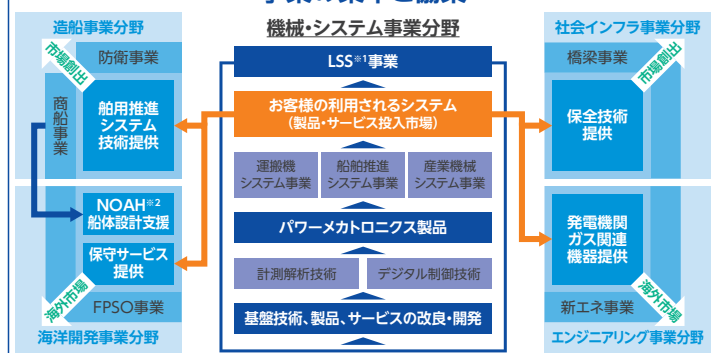 造船事業分野
防衛事業
市場創出
商船事業
舶用推進
システム
技術提供
NOAH※2
船体設計支援
保守サービス
提供
海外市場
FPSO事業
海洋開発事業分野
機械・システム事業分野
LSS※1事業
お客様の利用されるシステム
(製品・サービス投入市場)
運搬機
システム事業
船舶推進
システム事業
産業機械
システム事業
パワーメカトロニクス製品
計測解析技術
デジタル制御技術
基盤技術、製品、サービスの改良・開発
社会インフラ事業分野
橋梁事業
市場創出
保全技術
提供
発電機関
ガス関連
機器提供
海外市場
新エネ事業
エンジニアリング事業分野